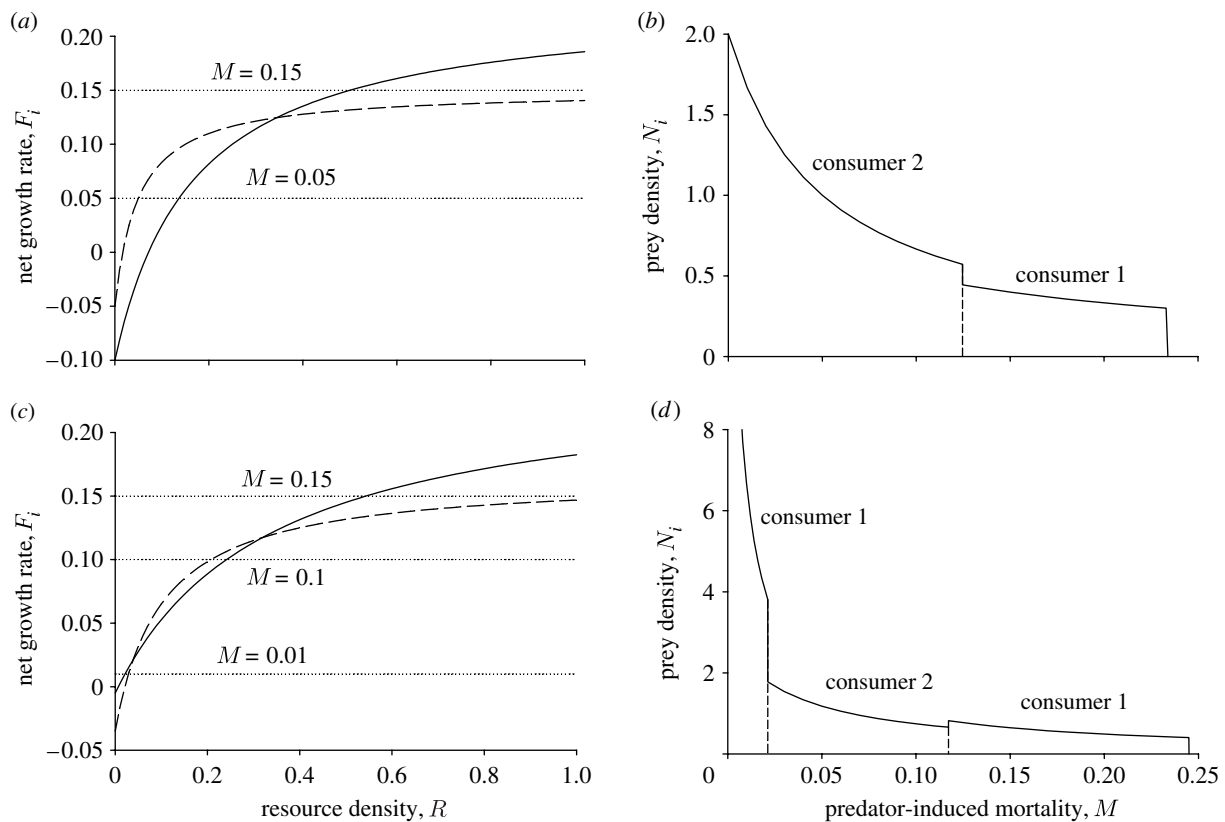 (a)
0.20
0.15
0.10
0.05
0
−0.05
−0.10
net growth rate, F_i
M = 0.15
M = 0.05
(b)
2.0
1.5
1.0
0.5
0
prey density, N_i
consumer 2
consumer 1
(c)
0.20
0.15
0.10
0.05
0
−0.05
net growth rate, F_i
M = 0.15
M = 0.1
M = 0.01
0 0.2 0.4 0.6 0.8 1.0
resource density, R
(d)
8
6
4
2
prey density, N_i
consumer 1
consumer 2
consumer 1
0 0.05 0.10 0.15 0.20 0.25
predator-induced mortality, M